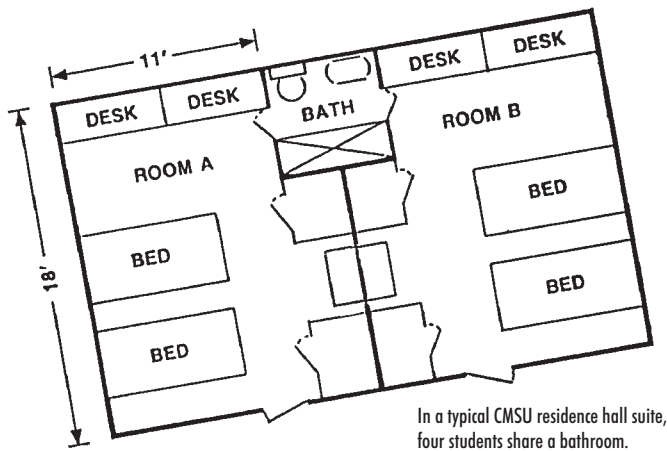 11'
DESK
DESK
BATH
DESK
DESK
ROOM A
ROOM B
18'
BED
BED
BED
BED
In a typical CMSU residence hall suite,
four students share a bathroom.